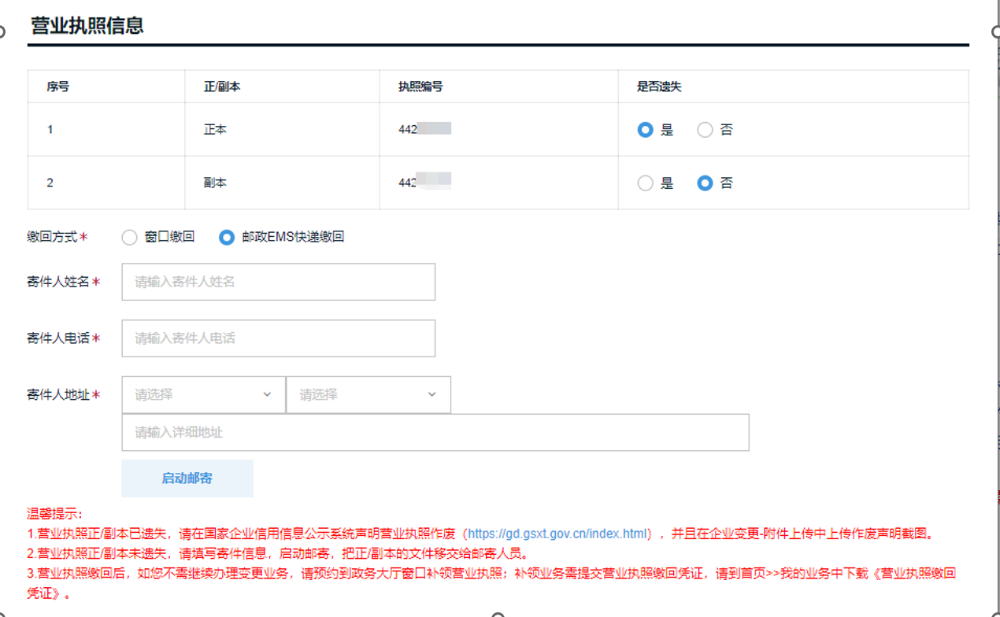 营业执照信息
序号 正/副本 执照编号 是否遗失
1 正本 442 是 否
2 副本 442 是 否
缴回方式* 窗口缴回 邮政EMS快递缴回
寄件人姓名* 请输入寄件人姓名
寄件人电话* 请输入寄件人电话
寄件人地址* 请选择 请选择
请输入详细地址
启动邮寄
温馨提示：
1.营业执照正/副本已遗失，请在国家企业信用信息公示系统声明营业执照作废（https://gd.gsxt.gov.cn/index.html），并且在企业变更-附件上传中上传作废声明截图。
2.营业执照正/副本未遗失，请填写寄件信息，启动邮寄，把正/副本的文件移交给邮寄人员。
3.营业执照缴回后，如您不需继续办理变更业务，请预约到政务大厅窗口补领营业执照；补领业务需提交营业执照缴回凭证，请到首页>>我的业务中下载《营业执照缴回
凭证》。